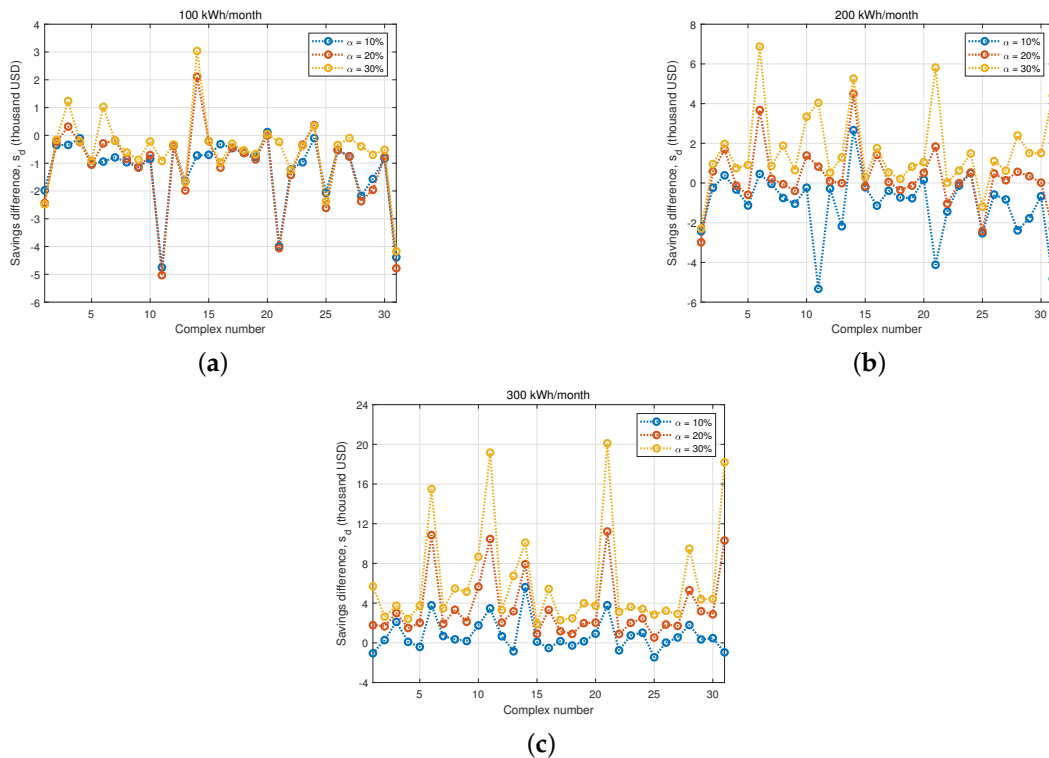 100 kWh/month
4
3
2
1
0
-1
-2
-3
-4
-5
-6
Savings difference, s_d (thousand USD)
α = 10%
α = 20%
α = 30%
5 10 15 20 25 30
Complex number
(a)
200 kWh/month
8
6
4
2
0
-2
-4
-6
Savings difference, s_d (thousand USD)
α = 10%
α = 20%
α = 30%
5 10 15 20 25 30
Complex number
(b)
300 kWh/month
24
20
16
12
8
4
0
-4
Savings difference, s_d (thousand USD)
α = 10%
α = 20%
α = 30%
5 10 15 20 25 30
Complex number
(c)